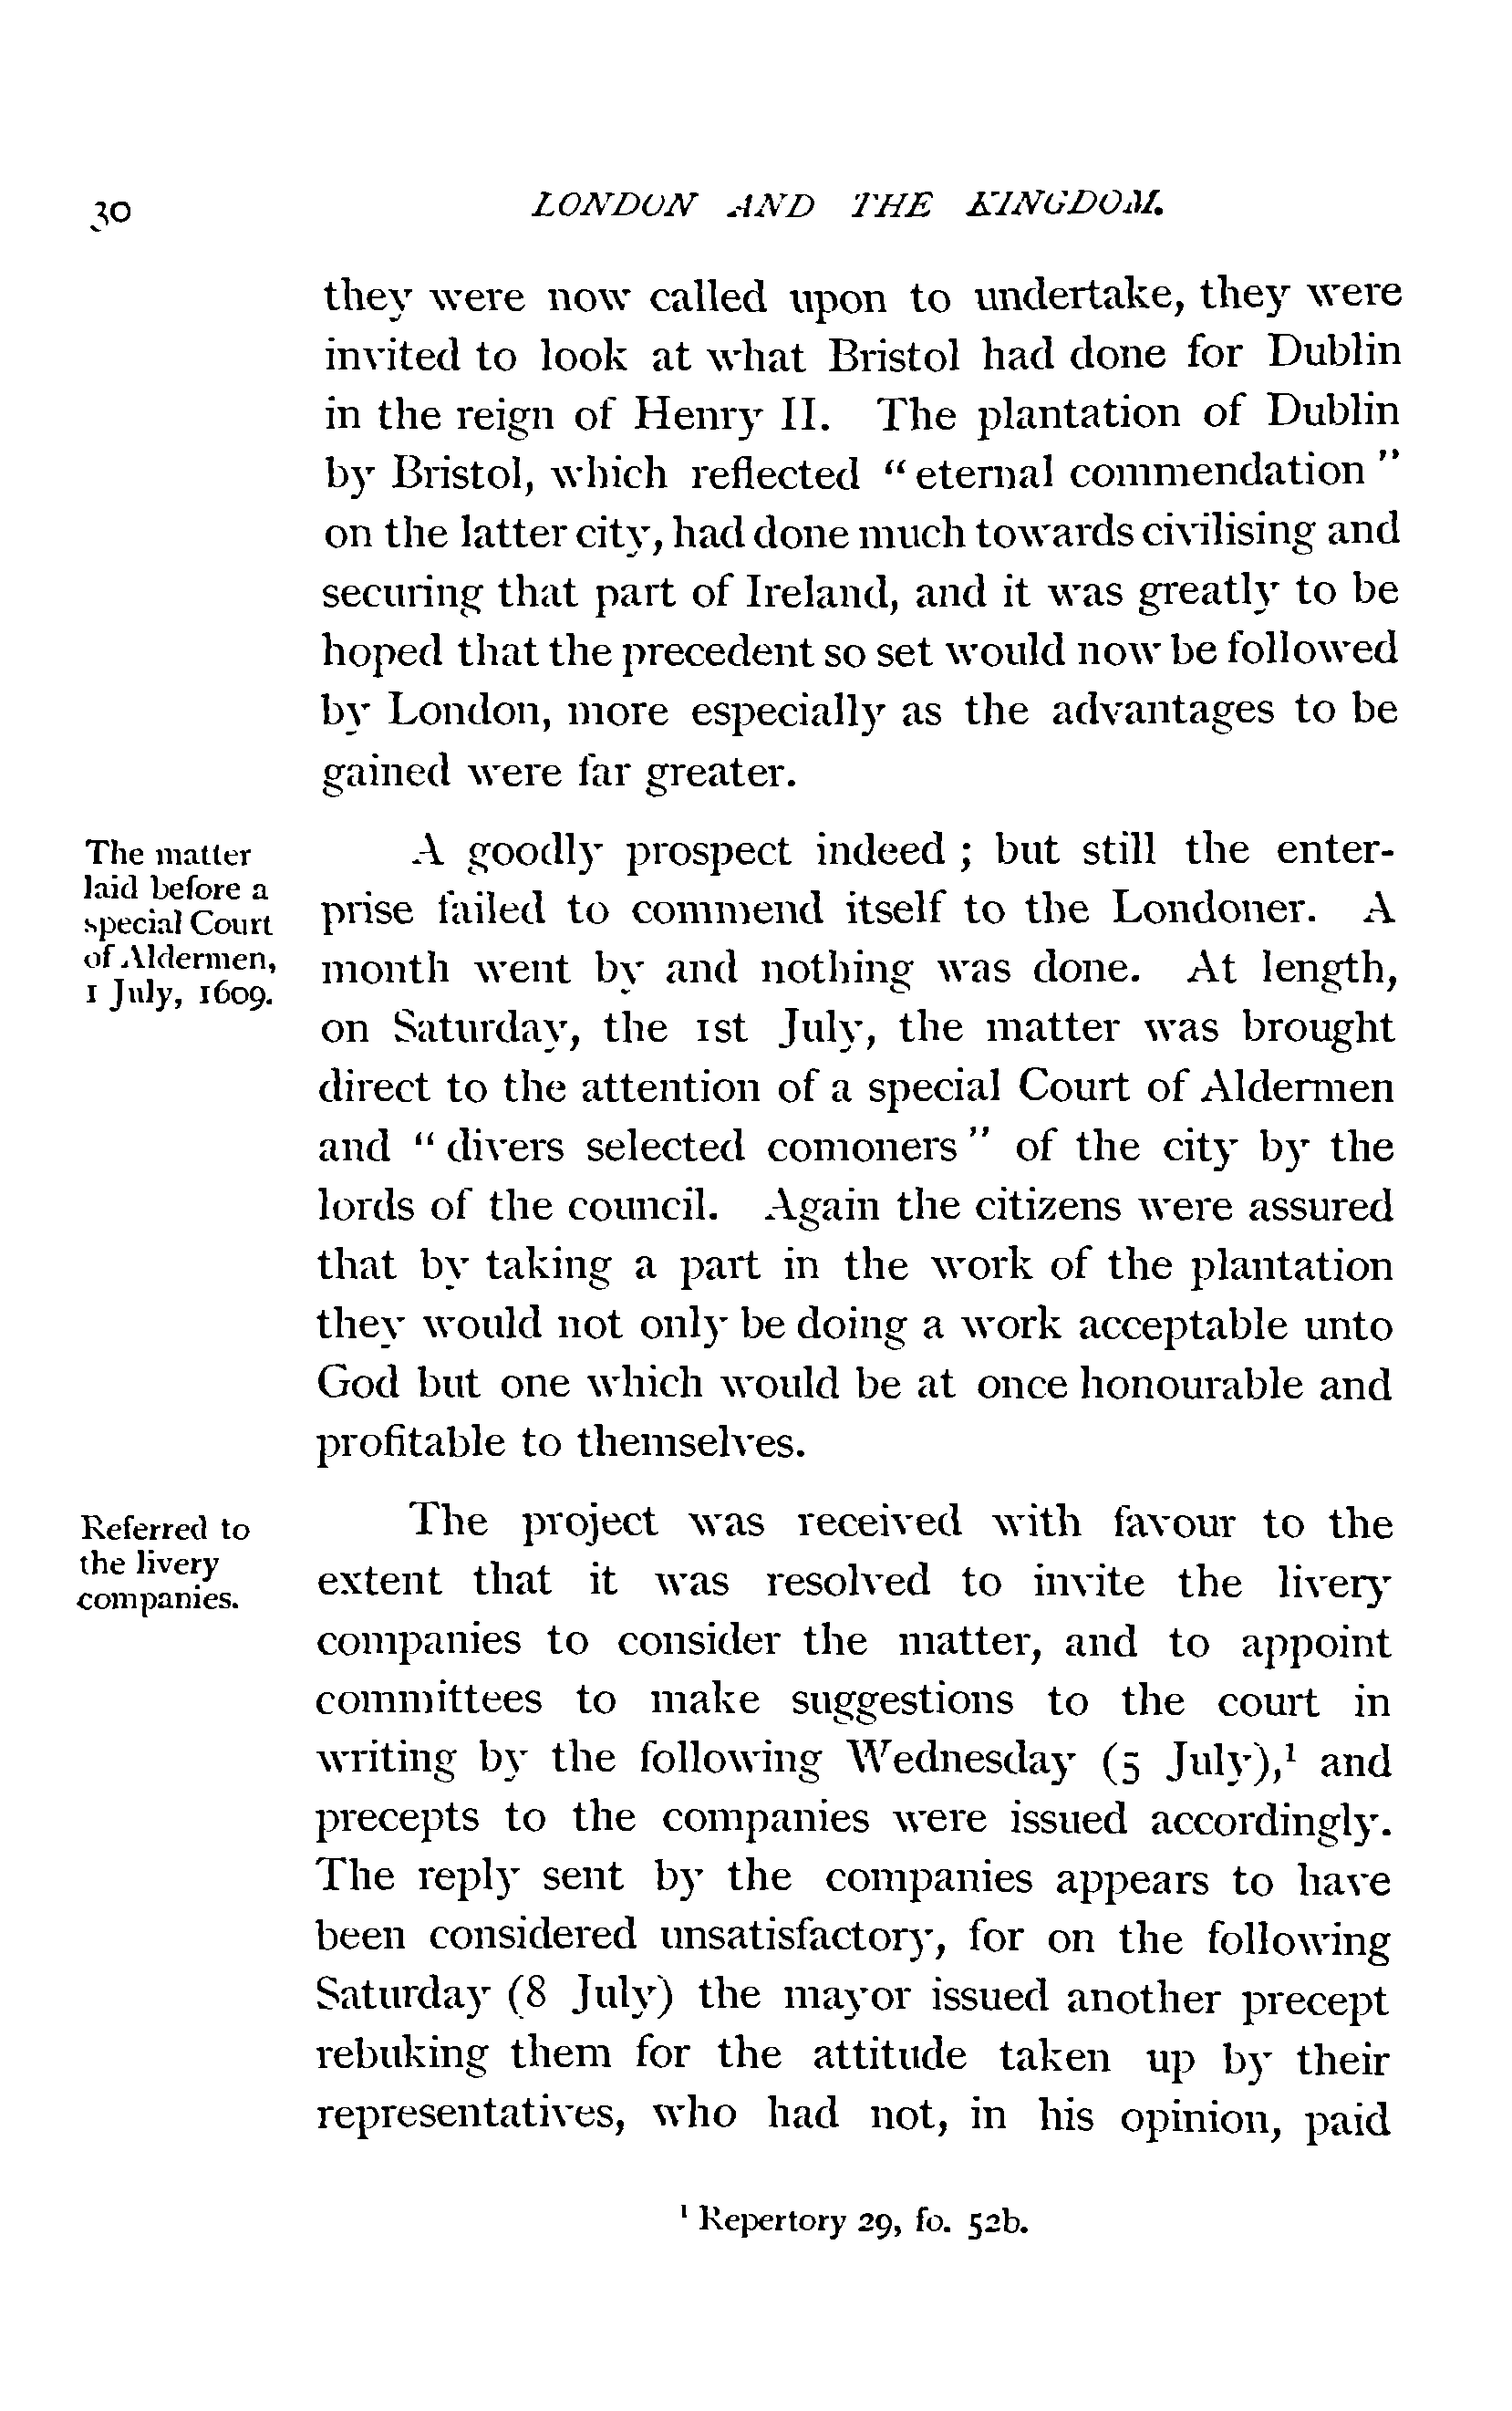 30
LONDON AND THE KINGDOM.
they were now called upon to undertake, they were
invited to look at what Bristol had done for Dublin
in the reign of Henry II. The plantation of Dublin
by Bristol, which reflected “eternal commendation”
on the latter city, had done much towards civilising and
securing that part of Ireland, and it was greatly to be
hoped that the precedent so set would now be followed
by London, more especially as the advantages to be
gained were far greater.
The matter
laid before a
special Court
of Aldermen,
1 July, 1609.
A goodly prospect indeed ; but still the enter-
prise failed to commend itself to the Londoner. A
month went by and nothing was done. At length,
on Saturday, the 1st July, the matter was brought
direct to the attention of a special Court of Aldermen
and “divers selected comoners” of the city by the
lords of the council. Again the citizens were assured
that by taking a part in the work of the plantation
they would not only be doing a work acceptable unto
God but one which would be at once honourable and
profitable to themselves.
Referred to
the livery
companies.
The project was received with favour to the
extent that it was resolved to invite the livery
companies to consider the matter, and to appoint
committees to make suggestions to the court in
writing by the following Wednesday (5 July),¹ and
precepts to the companies were issued accordingly.
The reply sent by the companies appears to have
been considered unsatisfactory, for on the following
Saturday (8 July) the mayor issued another precept
rebuking them for the attitude taken up by their
representatives, who had not, in his opinion, paid
¹ Repertory 29, fo. 52b.